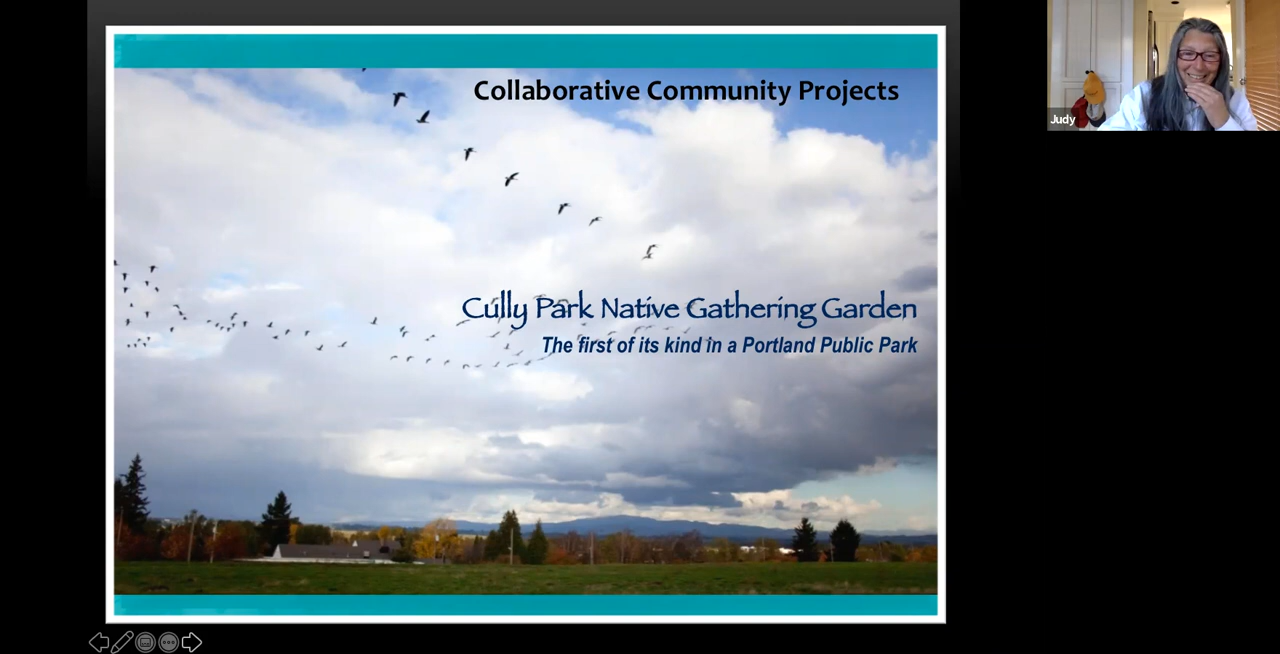 Collaborative Community Projects
Judy
Cully Park Native Gathering Garden
The first of its kind in a Portland Public Park